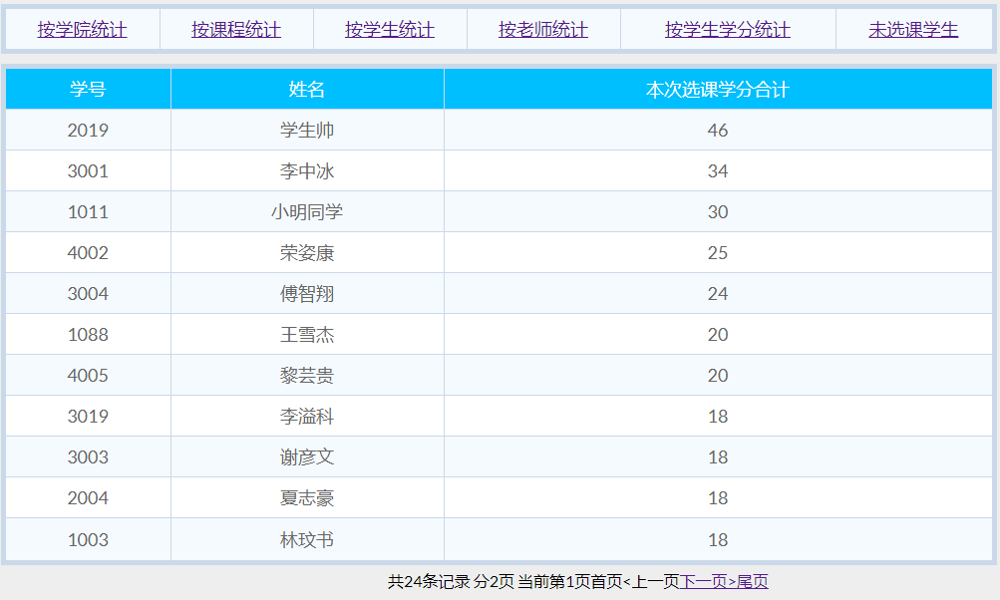 按学院统计 按课程统计 按学生统计 按老师统计 按学生学分统计 未选课学生
学号 姓名 本次选课学分合计
2019 学生帅 46
3001 李中冰 34
1011 小明同学 30
4002 荣姿康 25
3004 傅智翔 24
1088 王雪杰 20
4005 黎芸贵 20
3019 李溢科 18
3003 谢彦文 18
2004 夏志豪 18
1003 林玟书 18
共24条记录 分2页 当前第1页首页<上一页下一页>尾页